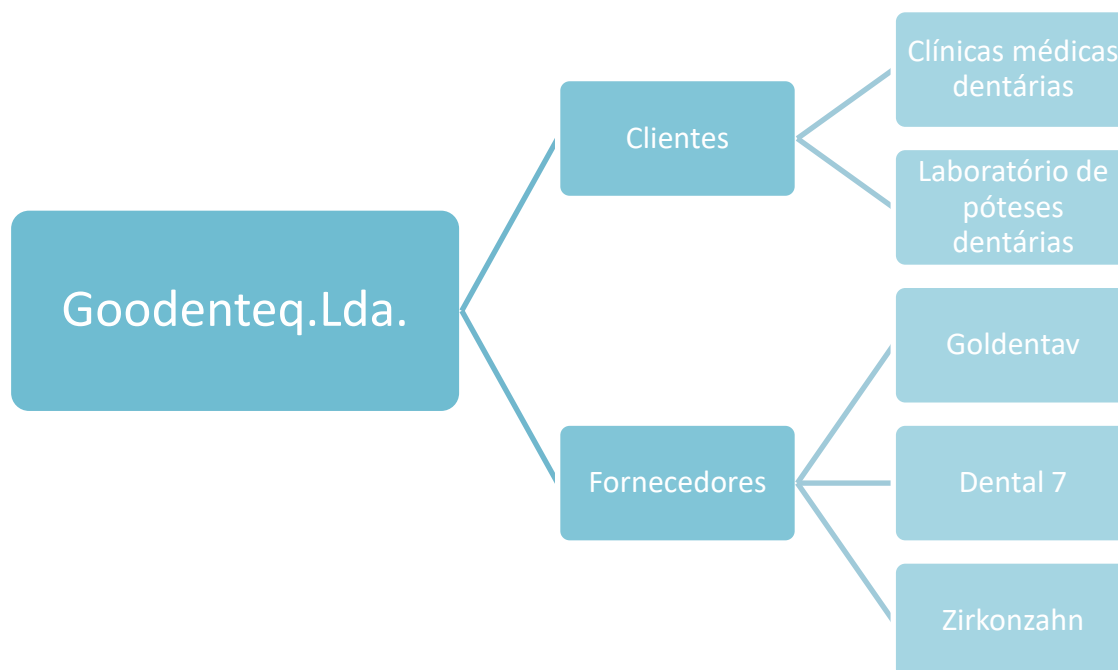 Goodenteq.Lda.
Clientes
Clínicas médicas
dentárias
Laboratório de
póteses
dentárias
Fornecedores
Goldentav
Dental 7
Zirkonzahn